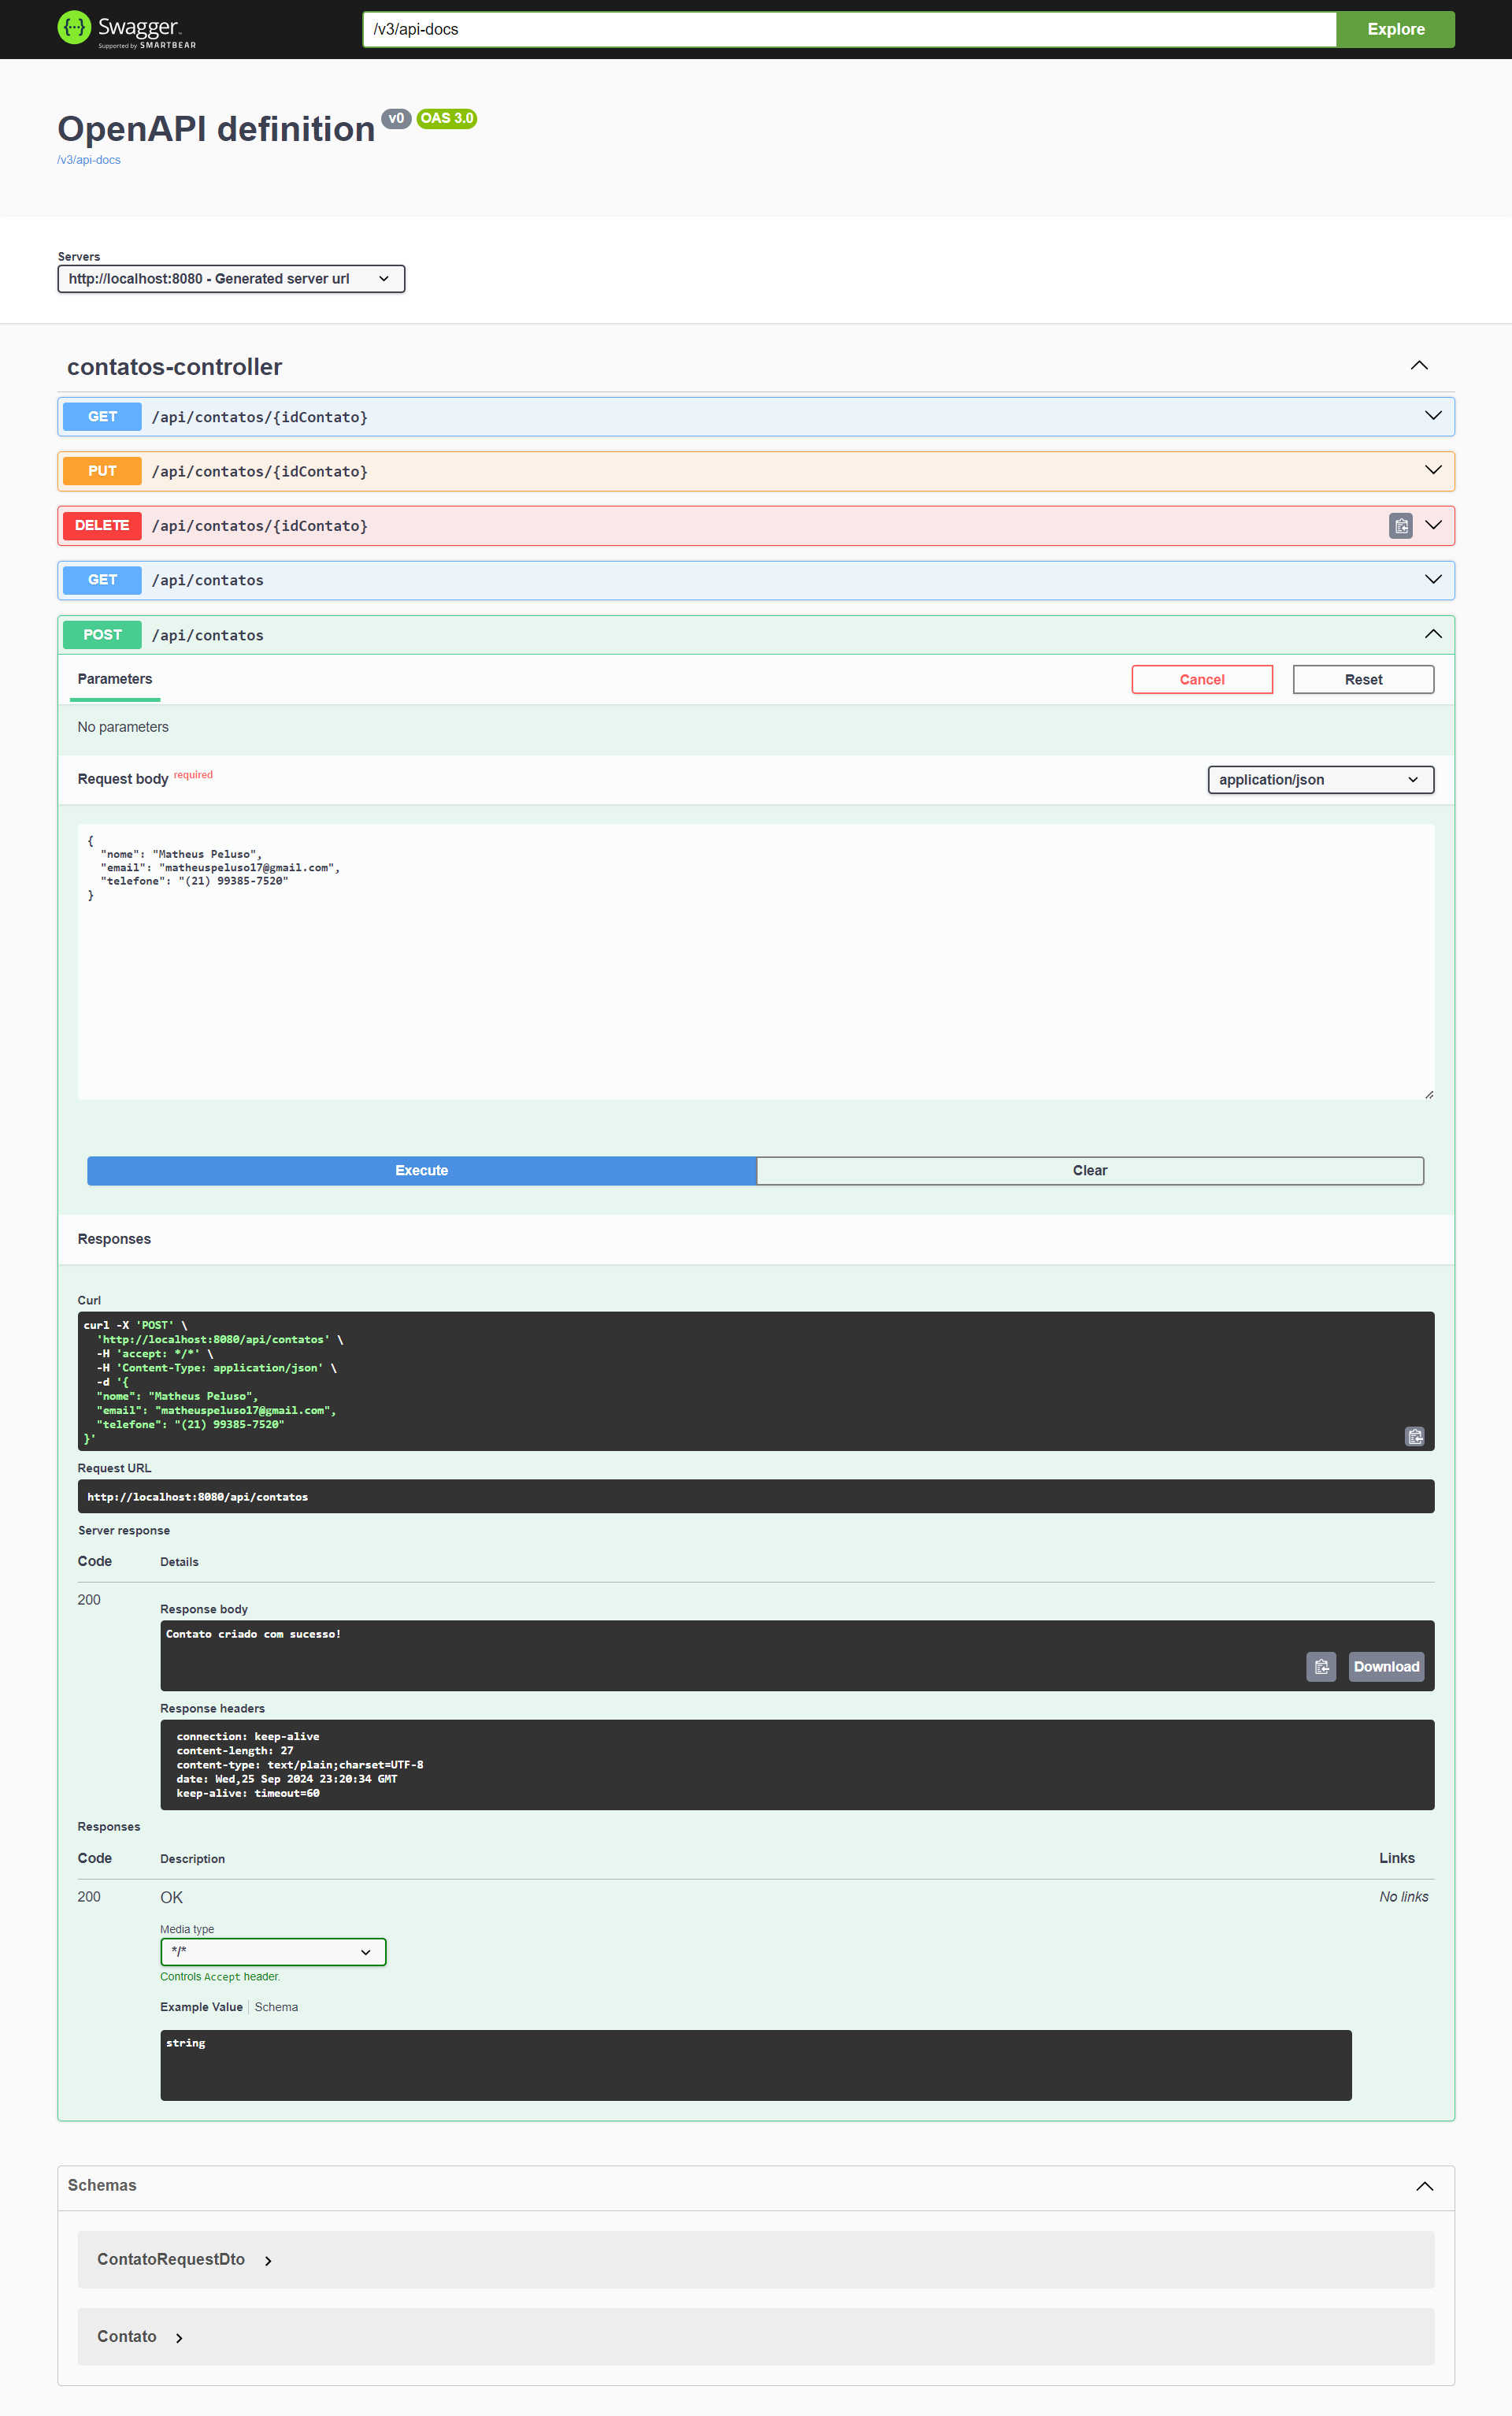 Swagger
Supported by SMARTBEAR
/v3/api-docs
Explore
OpenAPI definition v0 OAS 3.0
/v3/api-docs
Servers
http://localhost:8080 - Generated server url
contatos-controller
GET /api/contatos/{idContato}
PUT /api/contatos/{idContato}
DELETE /api/contatos/{idContato}
GET /api/contatos
POST /api/contatos
Parameters
Cancel
Reset
No parameters
Request body required
application/json
{
"nome": "Matheus Peluso",
"email": "matheuspeluso17@gmail.com",
"telefone": "(21) 99385-7520"
}
Execute
Clear
Responses
Curl
curl -X 'POST' \
'http://localhost:8080/api/contatos' \
-H 'accept: */*' \
-H 'Content-Type: application/json' \
-d '{
"nome": "Matheus Peluso",
"email": "matheuspeluso17@gmail.com",
"telefone": "(21) 99385-7520"
}'
Request URL
http://localhost:8080/api/contatos
Server response
Code Details
200
Response body
Contato criado com sucesso!
Download
Response headers
connection: keep-alive
content-length: 27
content-type: text/plain;charset=UTF-8
date: Wed,25 Sep 2024 23:20:34 GMT
keep-alive: timeout=60
Responses
Code Description Links
200 OK No links
Media type
*/*
Controls Accept header.
Example Value Schema
string
Schemas
ContatoRequestDto
Contato